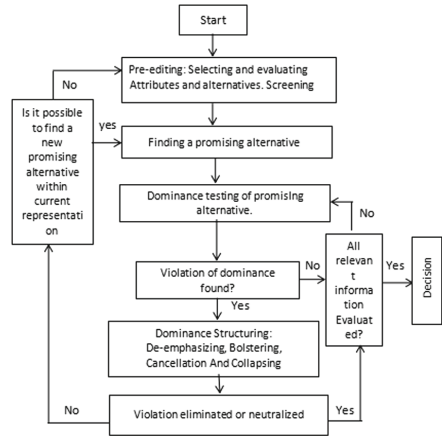 Start
Pre-editing: Selecting and evaluating
Attributes and alternatives. Screening
No
Is it possible
to find a
new
promising
alternative
within
current
representati
on
yes
Finding a promising alternative
Dominance testing of promising
alternative.
No
Violation of dominance
found?
No
All
relevan
t
informa
tion
Evaluat
ed?
Yes
Decision
Yes
Dominance Structuring:
De-emphasizing, Bolstering,
Cancellation And Collapsing
No
Violation eliminated or neutralized
Yes